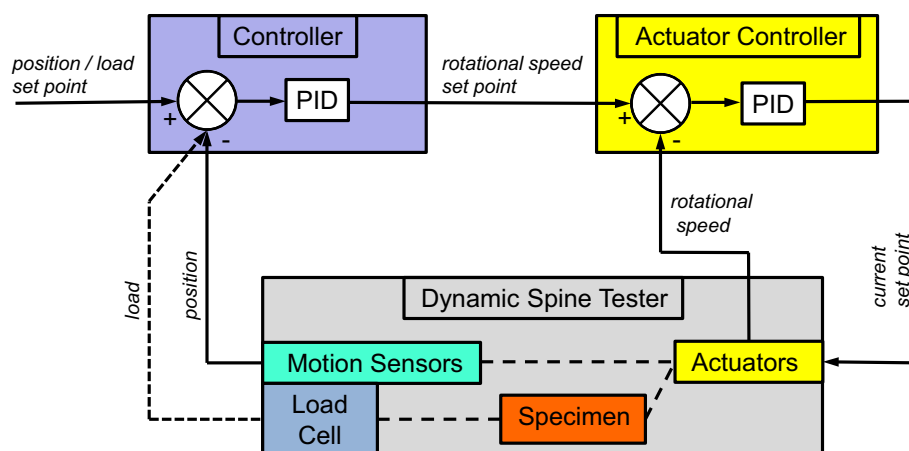 Controller
Actuator Controller
position / load
set point
rotational speed
set point
PID
PID
+
-
+
-
rotational
speed
load
position
current
set point
Dynamic Spine Tester
Motion Sensors
Actuators
Load
Cell
Specimen